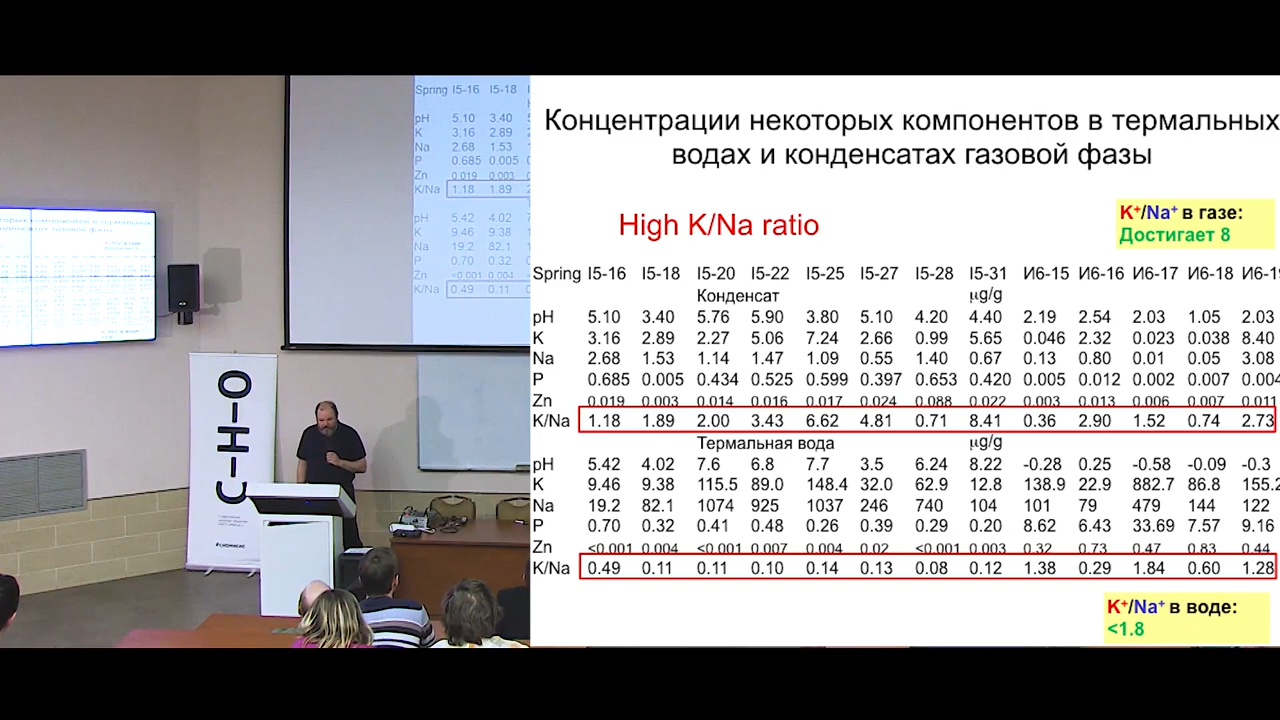 Концентрации некоторых компонентов в термальных
водах и конденсатах газовой фазы
High K/Na ratio
K⁺/Na⁺ в газе:
Достигает 8
Spring I5-16 I5-18 I5-20 I5-22 I5-25 I5-27 I5-28 I5-31 И6-15 И6-16 И6-17 И6-18 И6-19
Конденсат µg/g
pH 5.10 3.40 5.76 5.90 3.80 5.10 4.20 4.40 2.19 2.54 2.03 1.05 2.03
K 3.16 2.89 2.27 5.06 7.24 2.66 0.99 5.65 0.046 2.32 0.023 0.038 8.40
Na 2.68 1.53 1.14 1.47 1.09 0.55 1.40 0.67 0.13 0.80 0.01 0.05 3.08
P 0.685 0.005 0.434 0.525 0.599 0.397 0.653 0.420 0.005 0.012 0.002 0.007 0.004
Zn 0.019 0.003 0.014 0.016 0.017 0.024 0.088 0.022 0.003 0.013 0.006 0.007 0.011
K/Na 1.18 1.89 2.00 3.43 6.62 4.81 0.71 8.41 0.36 2.90 1.52 0.74 2.73
Термальная вода µg/g
pH 5.42 4.02 7.6 6.8 7.7 3.5 6.24 8.22 -0.28 0.25 -0.58 -0.09 -0.3
K 9.46 9.38 115.5 89.0 148.4 32.0 62.9 12.8 138.9 22.9 882.7 86.8 155.2
Na 19.2 82.1 1074 925 1037 246 740 104 101 79 479 144 122
P 0.70 0.32 0.41 0.48 0.26 0.39 0.29 0.20 8.62 6.43 33.69 7.57 9.16
Zn <0.001 0.004 <0.001 0.007 0.004 0.02 <0.001 0.003 0.32 0.73 0.47 0.83 0.44
K/Na 0.49 0.11 0.11 0.10 0.14 0.13 0.08 0.12 1.38 0.29 1.84 0.60 1.28
K⁺/Na⁺ в воде:
<1.8
Spring I5-16 I5-18
pH 5.10 3.40
K 3.16 2.89
Na 2.68 1.53
P 0.685 0.005
Zn 0.019 0.003
K/Na 1.18 1.89
pH 5.42 4.02
K 9.46 9.38
Na 19.2 82.1
P 0.70 0.32
Zn <0.001 0.004
K/Na 0.49 0.11
C–H–O